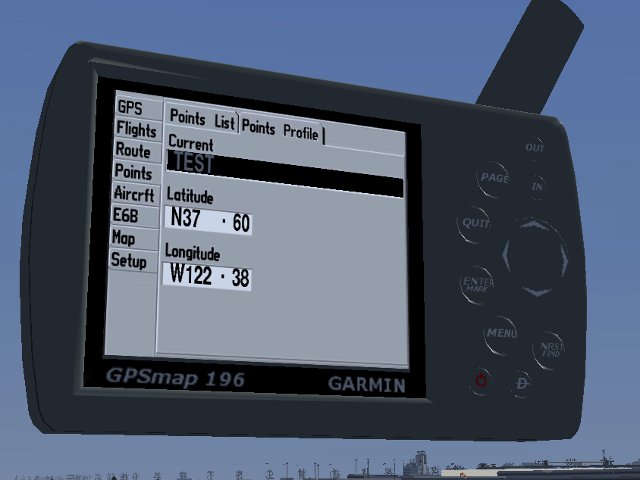 GPS
Flights
Route
Points
Aircrft
E6B
Map
Setup
Points List Points Profile
Current
TEST
Latitude
N37 · 60
Longitude
W122 · 38
GPSmap 196 GARMIN
OUT
PAGE
IN
QUIT
ENTER
MARK
MENU
NRST
FIND
D